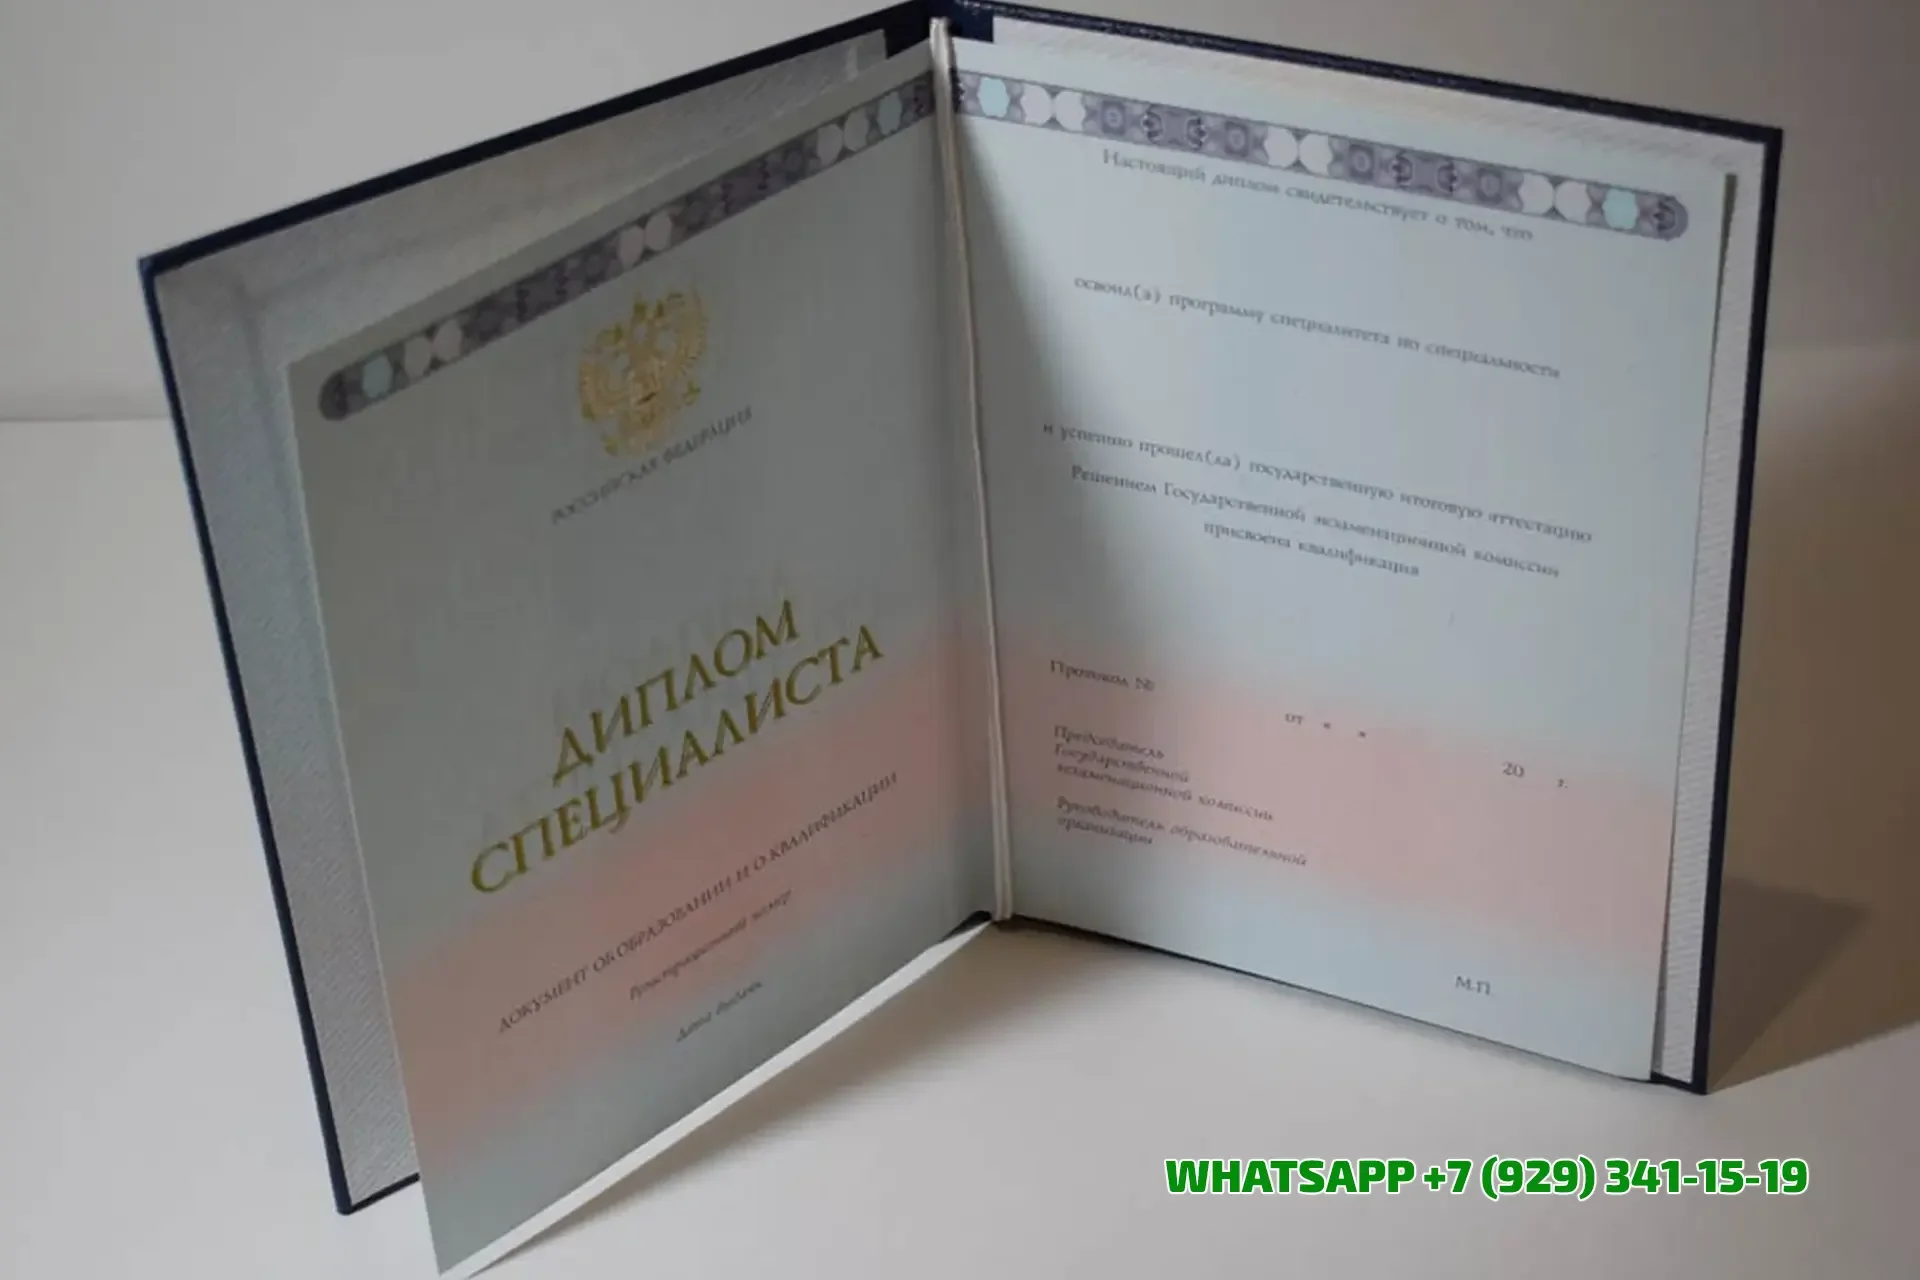 РОССИЙСКАЯ ФЕДЕРАЦИЯ
ДИПЛОМ
СПЕЦИАЛИСТА
ДОКУМЕНТ ОБ ОБРАЗОВАНИИ И О КВАЛИФИКАЦИИ
Регистрационный номер
Дата выдачи
Настоящий диплом свидетельствует о том, что
освоил(а) программу специалитета по специальности
и успешно прошел(ла) государственную итоговую аттестацию
Решением Государственной экзаменационной комиссии
присвоена квалификация
Протокол №
от « »
20 г.
Председатель
Государственной
экзаменационной комиссии
Руководитель образовательной
организации
М.П.
WHATSAPP +7 (929) 341-15-19